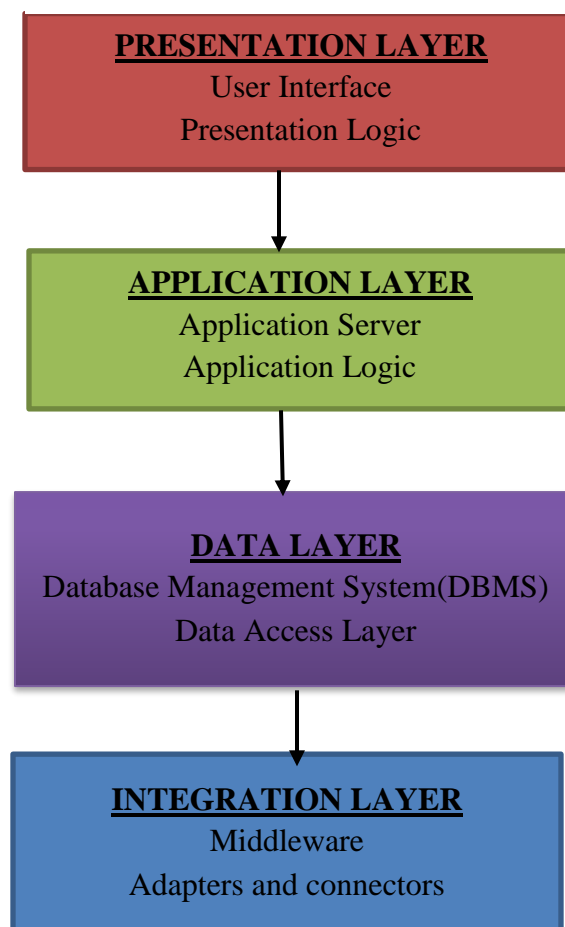 PRESENTATION LAYER
User Interface
Presentation Logic
APPLICATION LAYER
Application Server
Application Logic
DATA LAYER
Database Management System(DBMS)
Data Access Layer
INTEGRATION LAYER
Middleware
Adapters and connectors